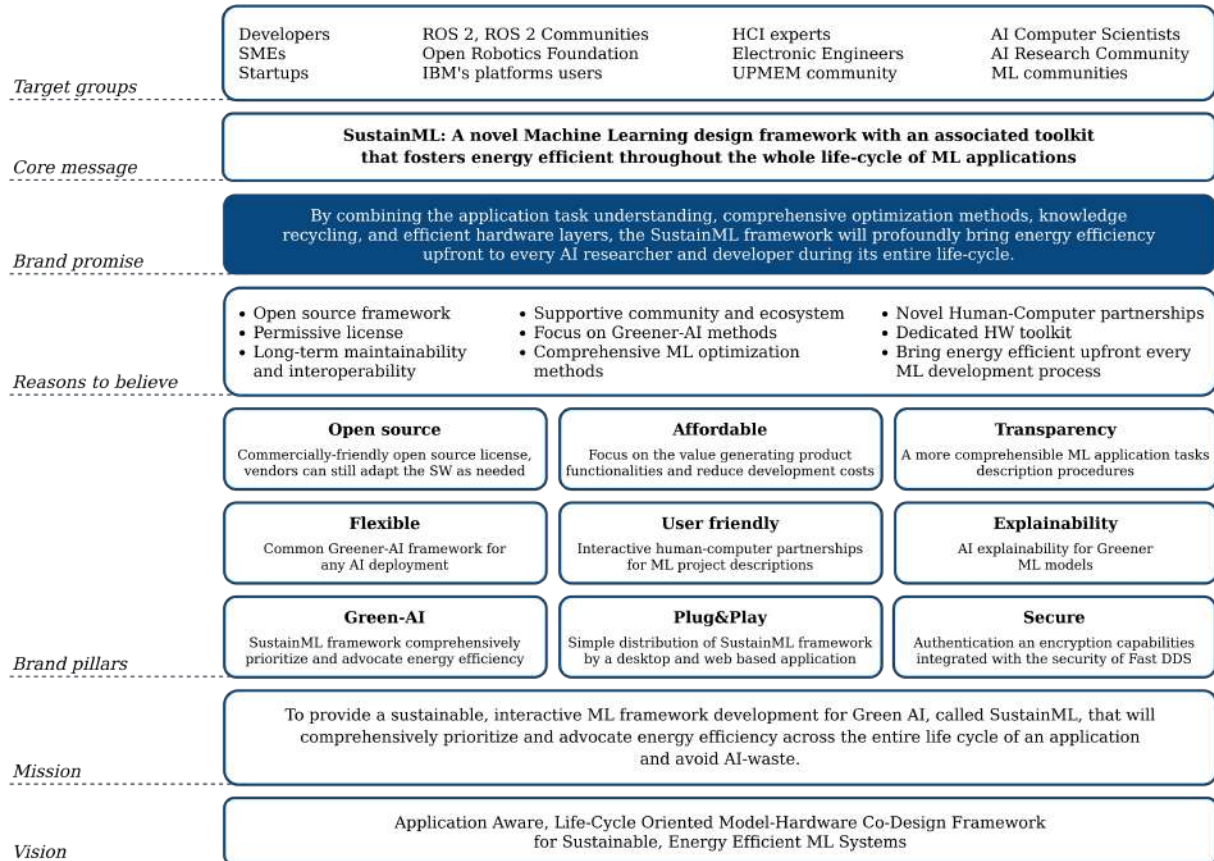 Developers
SMEs
Startups
ROS 2, ROS 2 Communities
Open Robotics Foundation
IBM's platforms users
HCI experts
Electronic Engineers
UPMEM community
AI Computer Scientists
AI Research Community
ML communities
Target groups
SustainML: A novel Machine Learning design framework with an associated toolkit
that fosters energy efficient throughout the whole life-cycle of ML applications
Core message
By combining the application task understanding, comprehensive optimization methods, knowledge
recycling, and efficient hardware layers, the SustainML framework will profoundly bring energy efficiency
upfront to every AI researcher and developer during its entire life-cycle.
Brand promise
• Open source framework
• Permissive license
• Long-term maintainability
and interoperability
• Supportive community and ecosystem
• Focus on Greener-AI methods
• Comprehensive ML optimization
methods
• Novel Human-Computer partnerships
• Dedicated HW toolkit
• Bring energy efficient upfront every
ML development process
Reasons to believe
Open source
Commercially-friendly open source license,
vendors can still adapt the SW as needed
Affordable
Focus on the value generating product
functionalities and reduce development costs
Transparency
A more comprehensible ML application tasks
description procedures
Flexible
Common Greener-AI framework for
any AI deployment
User friendly
Interactive human-computer partnerships
for ML project descriptions
Explainability
AI explainability for Greener
ML models
Green-AI
SustainML framework comprehensively
prioritize and advocate energy efficiency
Plug&Play
Simple distribution of SustainML framework
by a desktop and web based application
Secure
Authentication an encryption capabilities
integrated with the security of Fast DDS
Brand pillars
To provide a sustainable, interactive ML framework development for Green AI, called SustainML, that will
comprehensively prioritize and advocate energy efficiency across the entire life cycle of an application
and avoid AI-waste.
Mission
Application Aware, Life-Cycle Oriented Model-Hardware Co-Design Framework
for Sustainable, Energy Efficient ML Systems
Vision